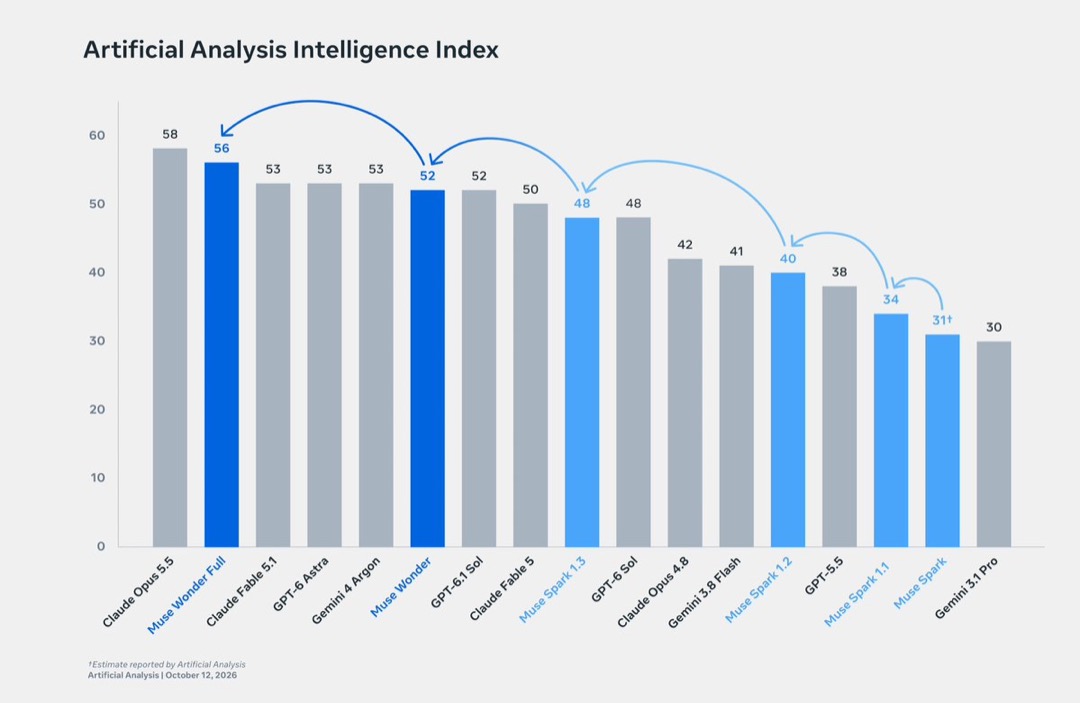 Artificial Analysis Intelligence Index
60
50
40
30
20
10
0
58
56
53
53
53
52
52
50
48
48
42
41
40
38
34
31†
30
Claude Opus 5.5
Muse Wonder Full
Claude Fable 5.1
GPT-6 Astra
Gemini 4 Argon
Muse Wonder
GPT-6.1 Sol
Claude Fable 5
Muse Spark 1.3
GPT-6 Sol
Claude Opus 4.8
Gemini 3.8 Flash
Muse Spark 1.2
GPT-5.5
Muse Spark 1.1
Muse Spark
Gemini 3.1 Pro
†Estimate reported by Artificial Analysis
Artificial Analysis | October 12, 2026